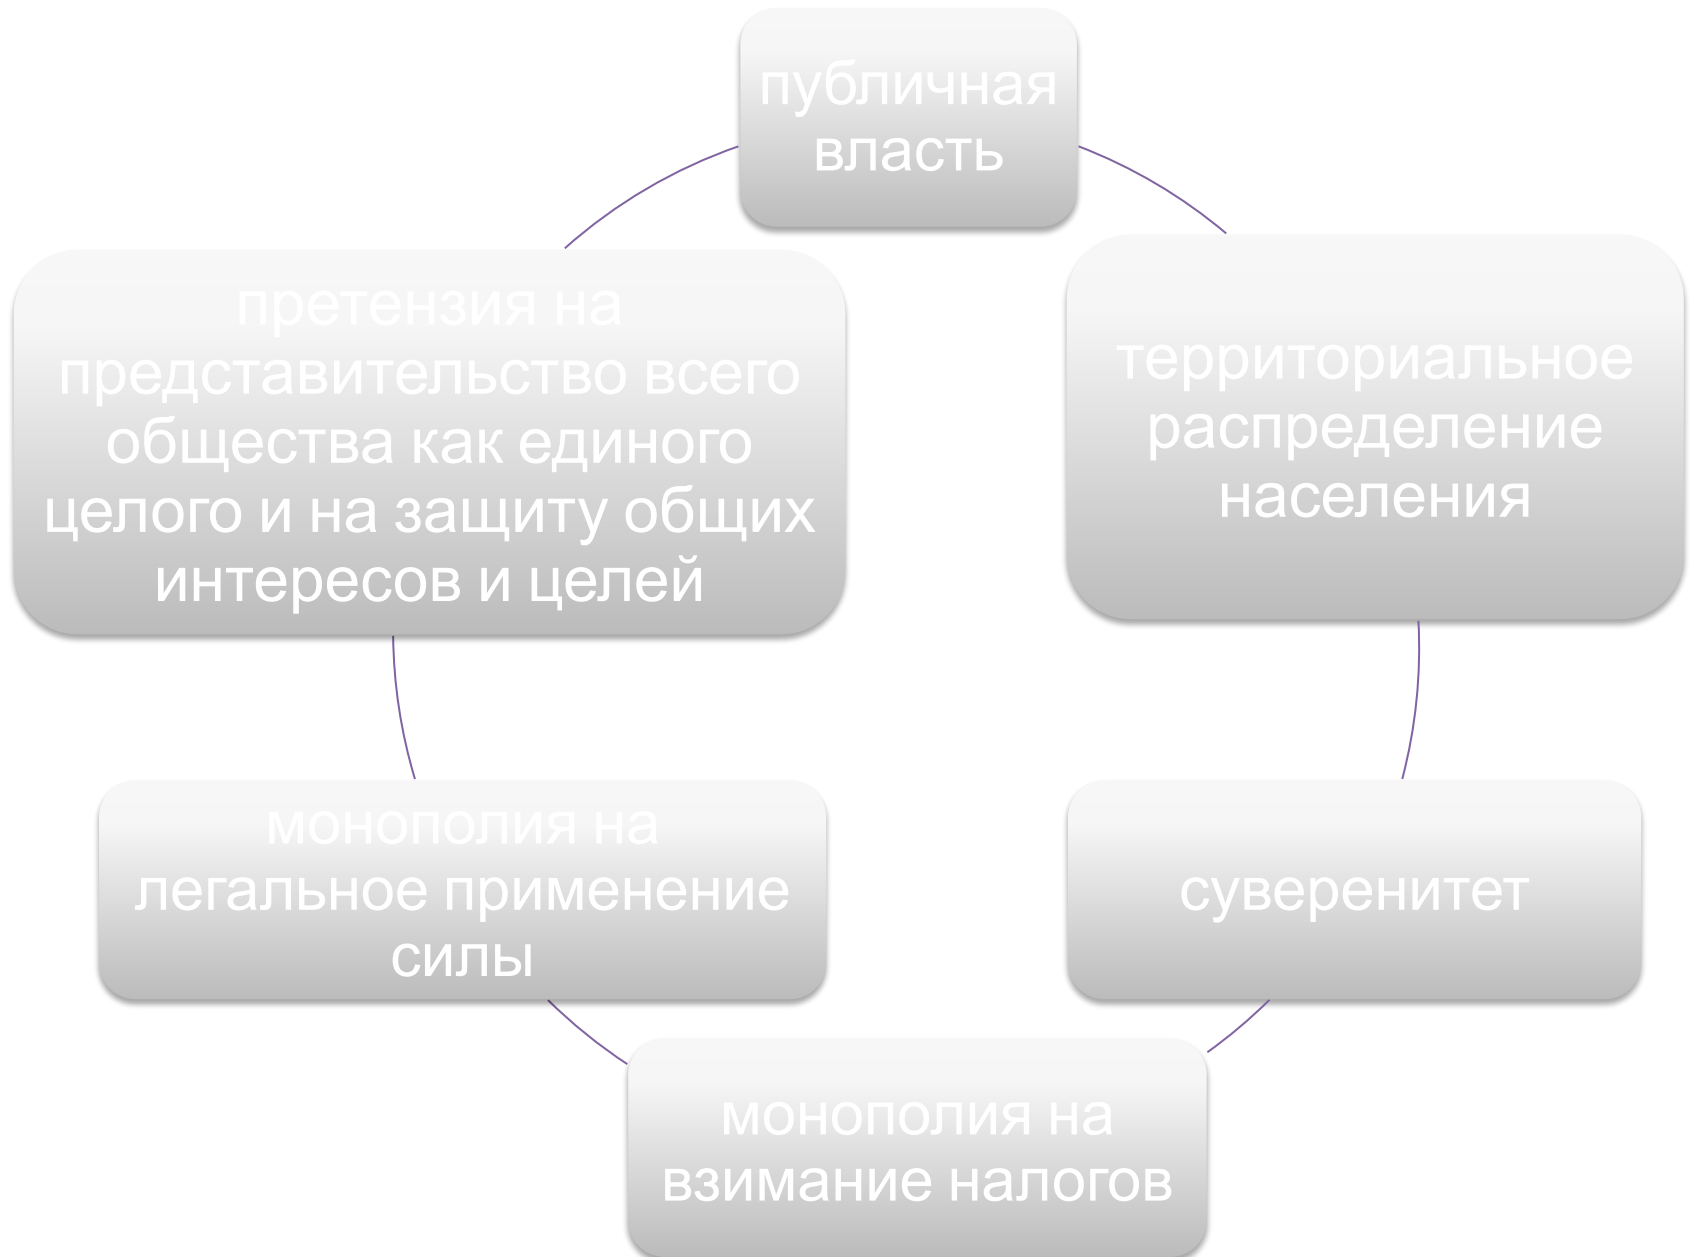 публичная
власть
претензия на
представительство всего
общества как единого
целого и на защиту общих
интересов и целей
территориальное
распределение
населения
монополия на
легальное применение
силы
суверенитет
монополия на
взимание налогов